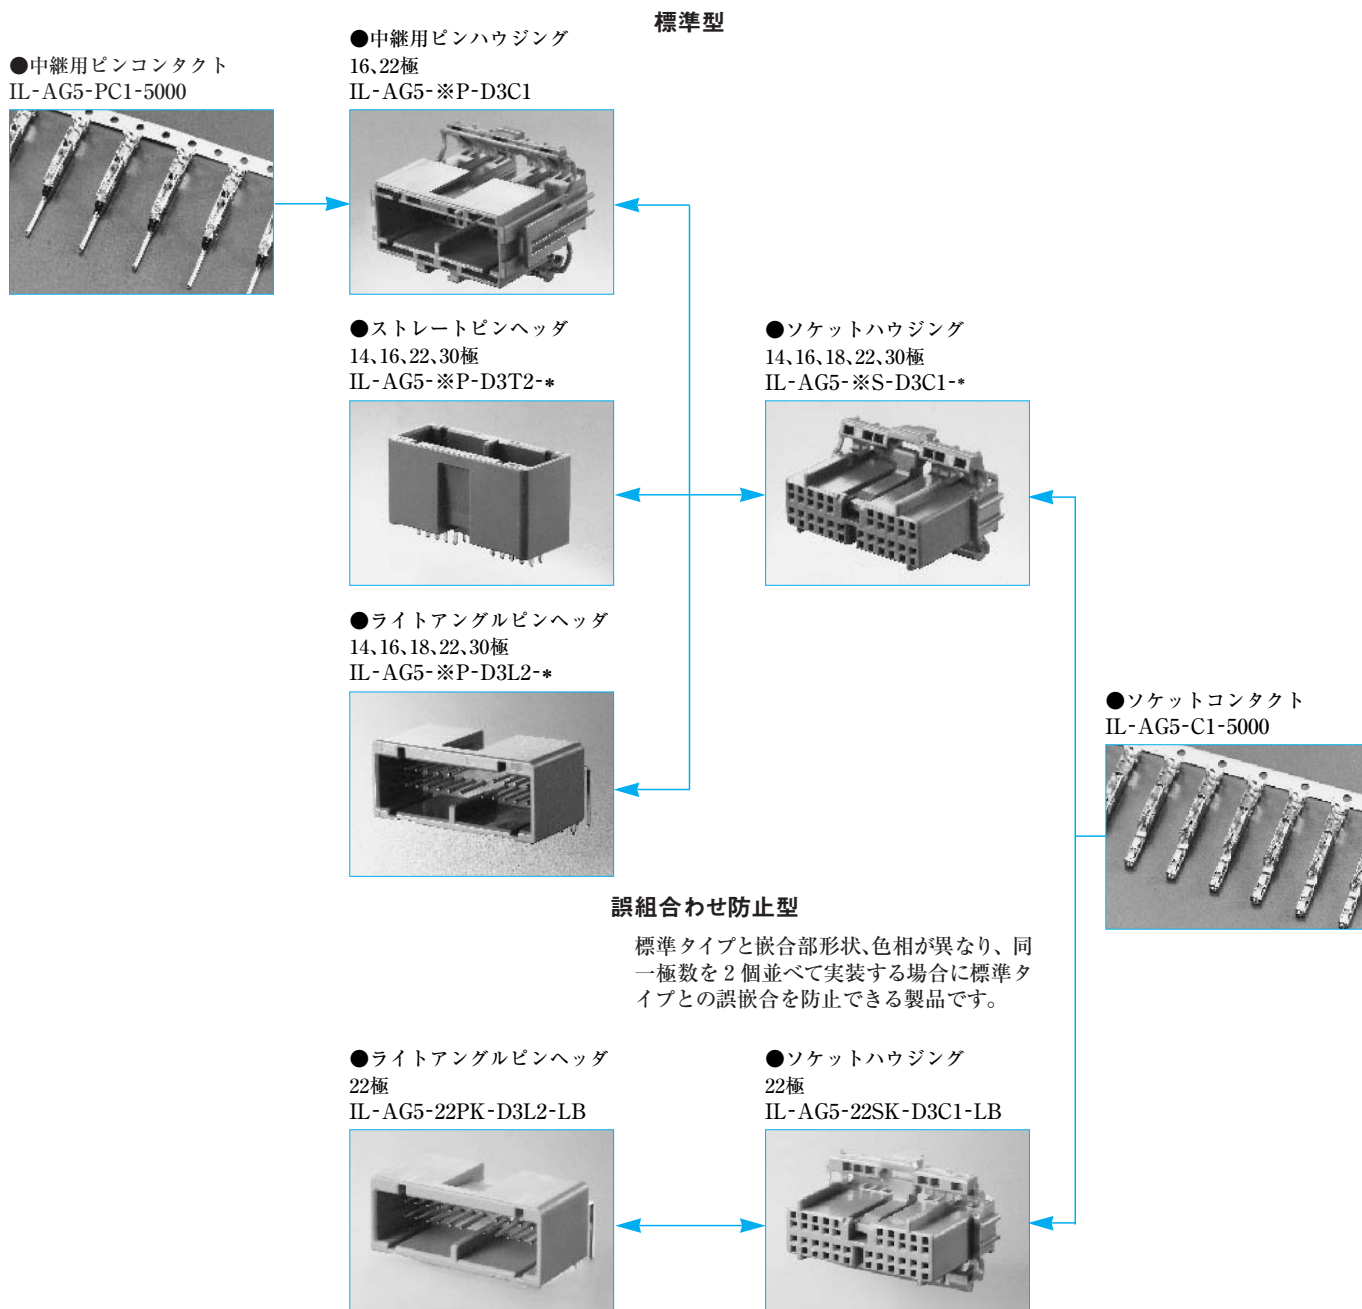 標準型
●中継用ピンコンタクト
IL-AG5-PC1-5000
●中継用ピンハウジング
16、22極
IL-AG5-※P-D3C1
●ストレートピンヘッダ
14、16、22、30極
IL-AG5-※P-D3T2-*
●ソケットハウジング
14、16、18、22、30極
IL-AG5-※S-D3C1-*
●ライトアングルピンヘッダ
14、16、18、22、30極
IL-AG5-※P-D3L2-*
●ソケットコンタクト
IL-AG5-C1-5000
誤組合わせ防止型
標準タイプと嵌合部形状、色相が異なり、同
一極数を2個並べて実装する場合に標準タ
イプとの誤嵌合を防止できる製品です。
●ライトアングルピンヘッダ
22極
IL-AG5-22PK-D3L2-LB
●ソケットハウジング
22極
IL-AG5-22SK-D3C1-LB